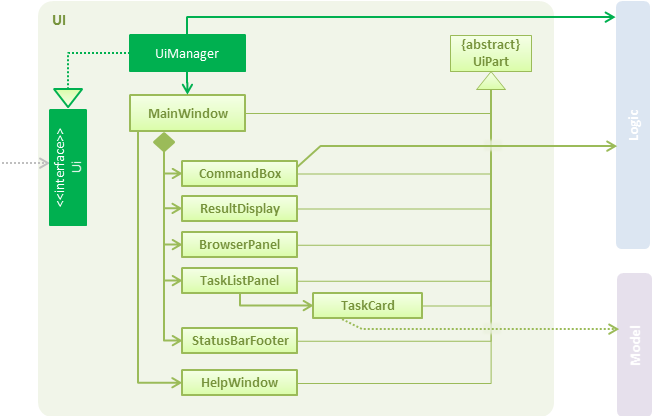 UI
UiManager
{abstract}
UiPart
MainWindow
<<interface>>
Ui
Logic
CommandBox
ResultDisplay
BrowserPanel
TaskListPanel
TaskCard
StatusBarFooter
Model
HelpWindow